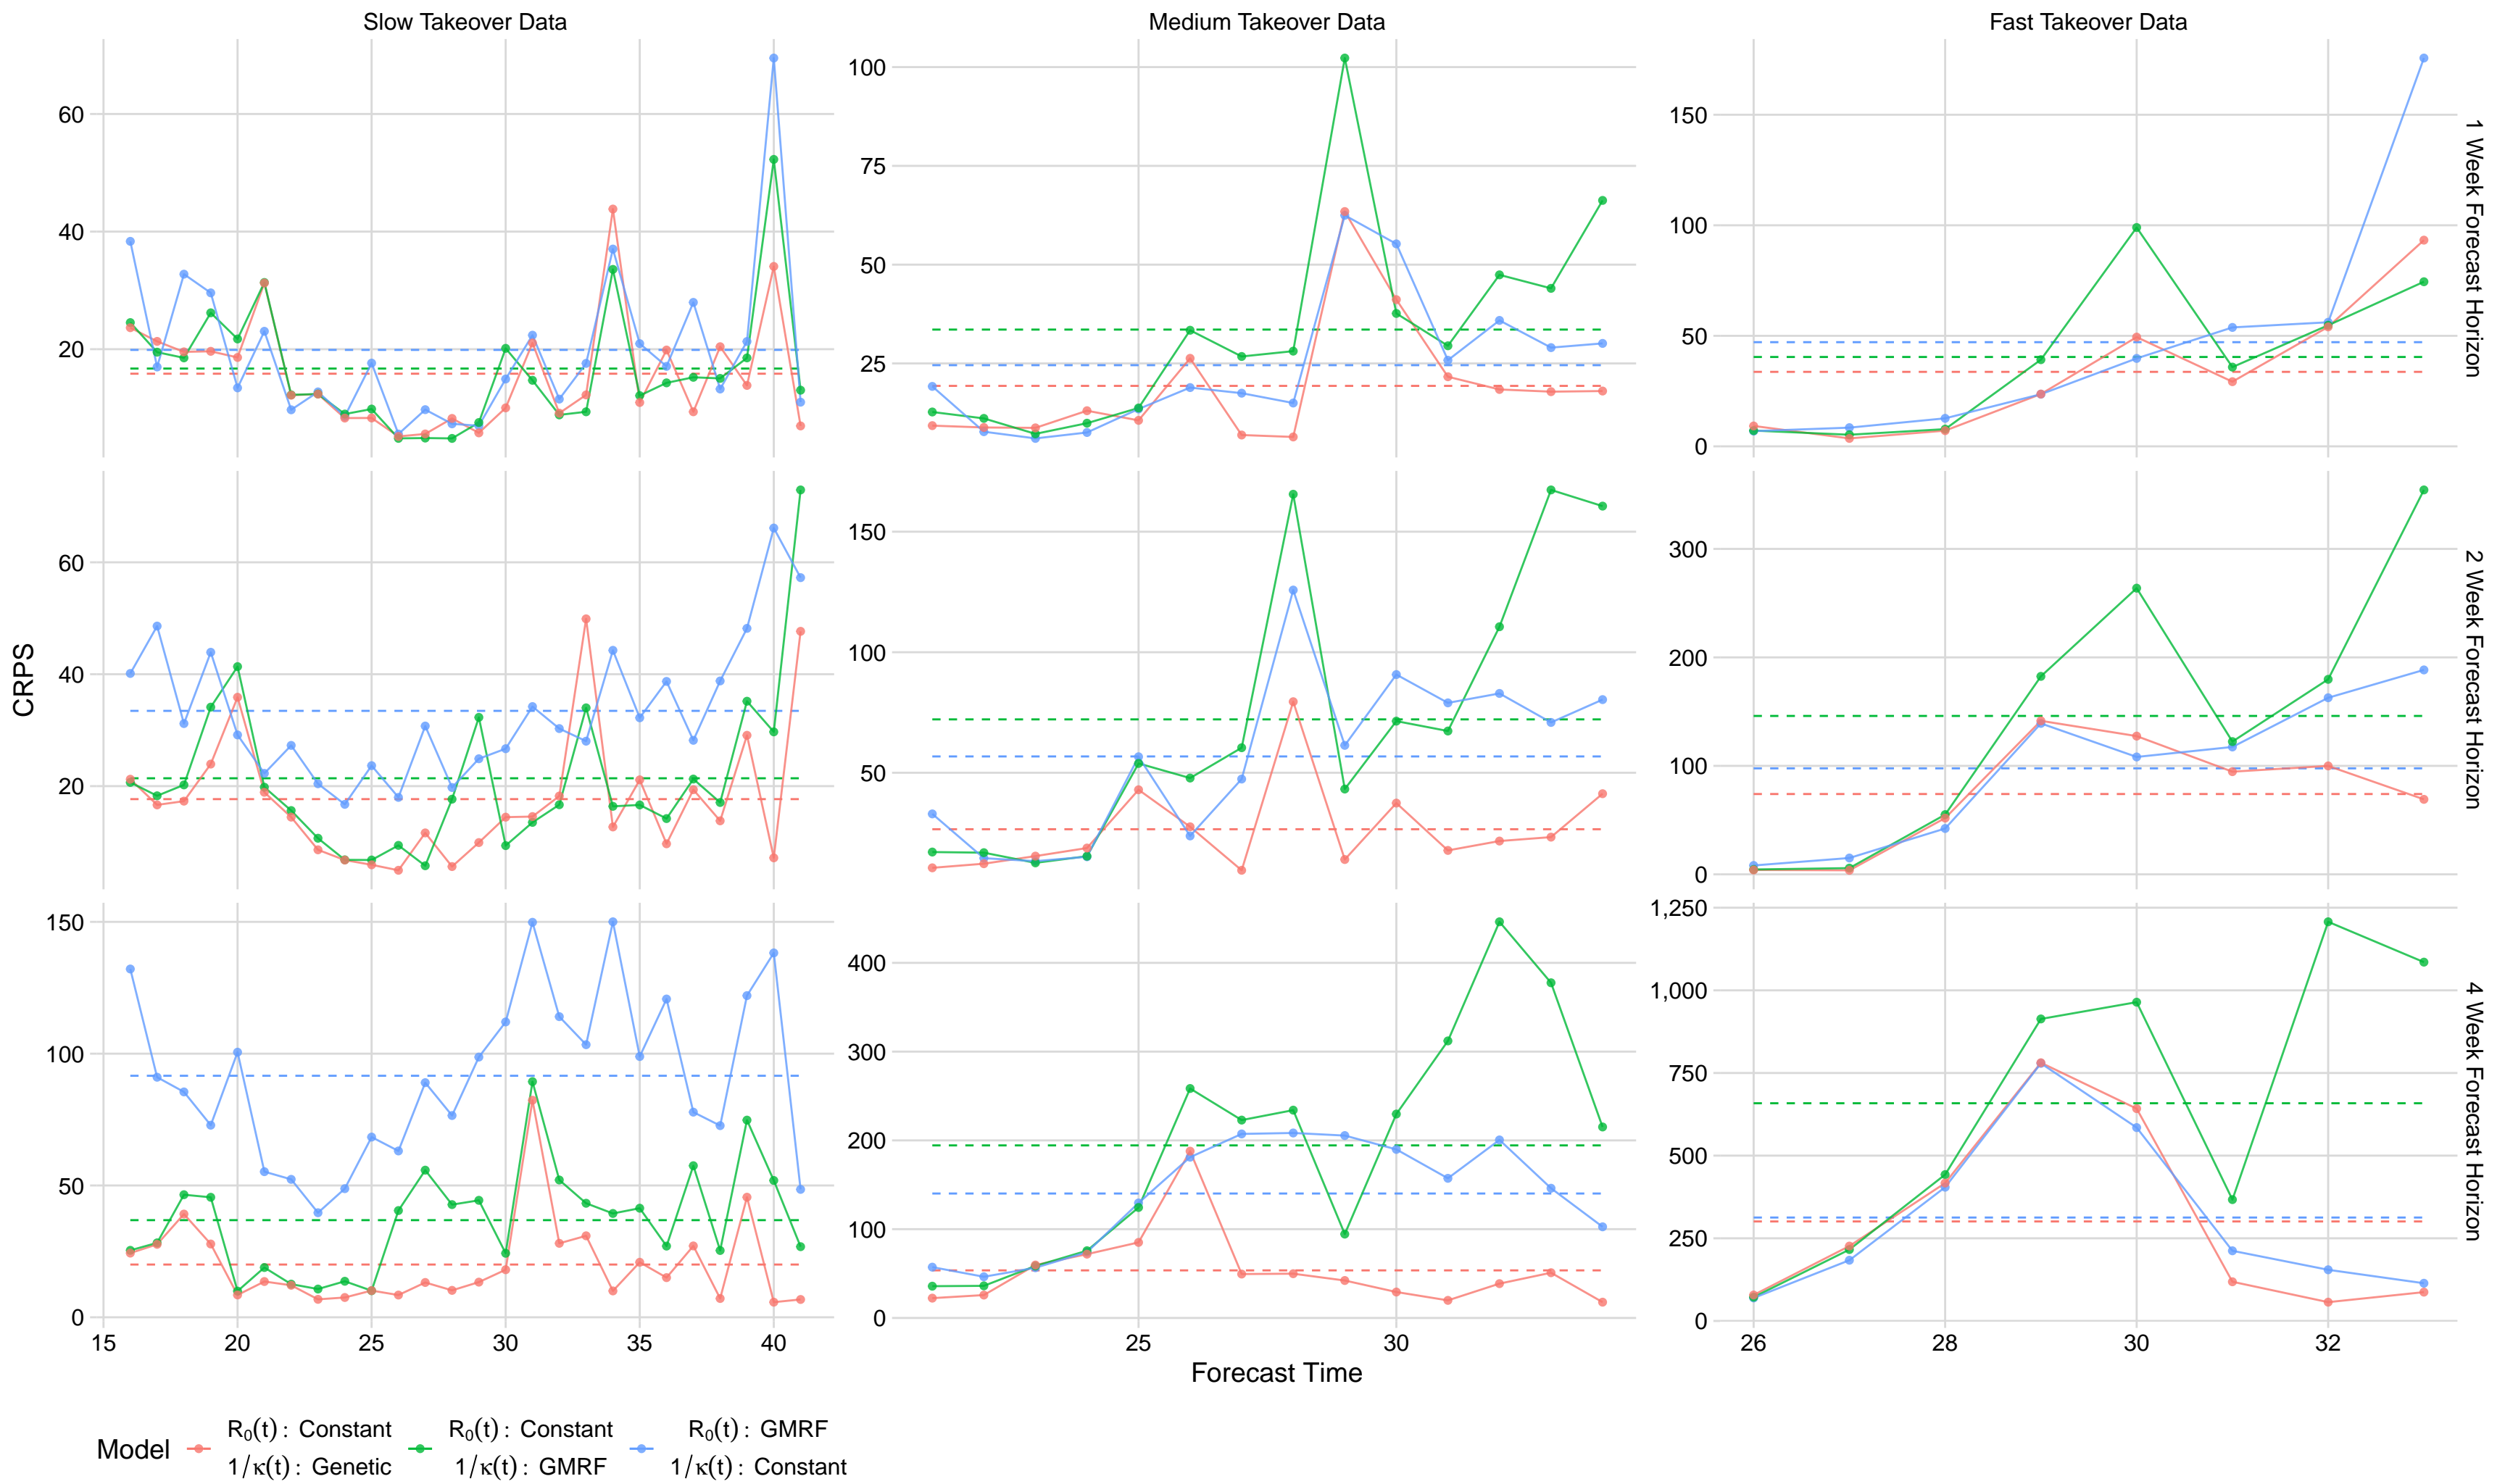 Slow Takeover Data
Medium Takeover Data
Fast Takeover Data
60
40
20
100
75
50
25
150
100
50
0
1 Week Forecast Horizon
60
40
20
150
100
50
300
200
100
0
2 Week Forecast Horizon
150
100
50
0
400
300
200
100
0
1,250
1,000
750
500
250
0
4 Week Forecast Horizon
CRPS
15 20 25 30 35 40
25 30
26 28 30 32
Forecast Time
Model
R₀(t): Constant
1/κ(t): Genetic
R₀(t): Constant
1/κ(t): GMRF
R₀(t): GMRF
1/κ(t): Constant